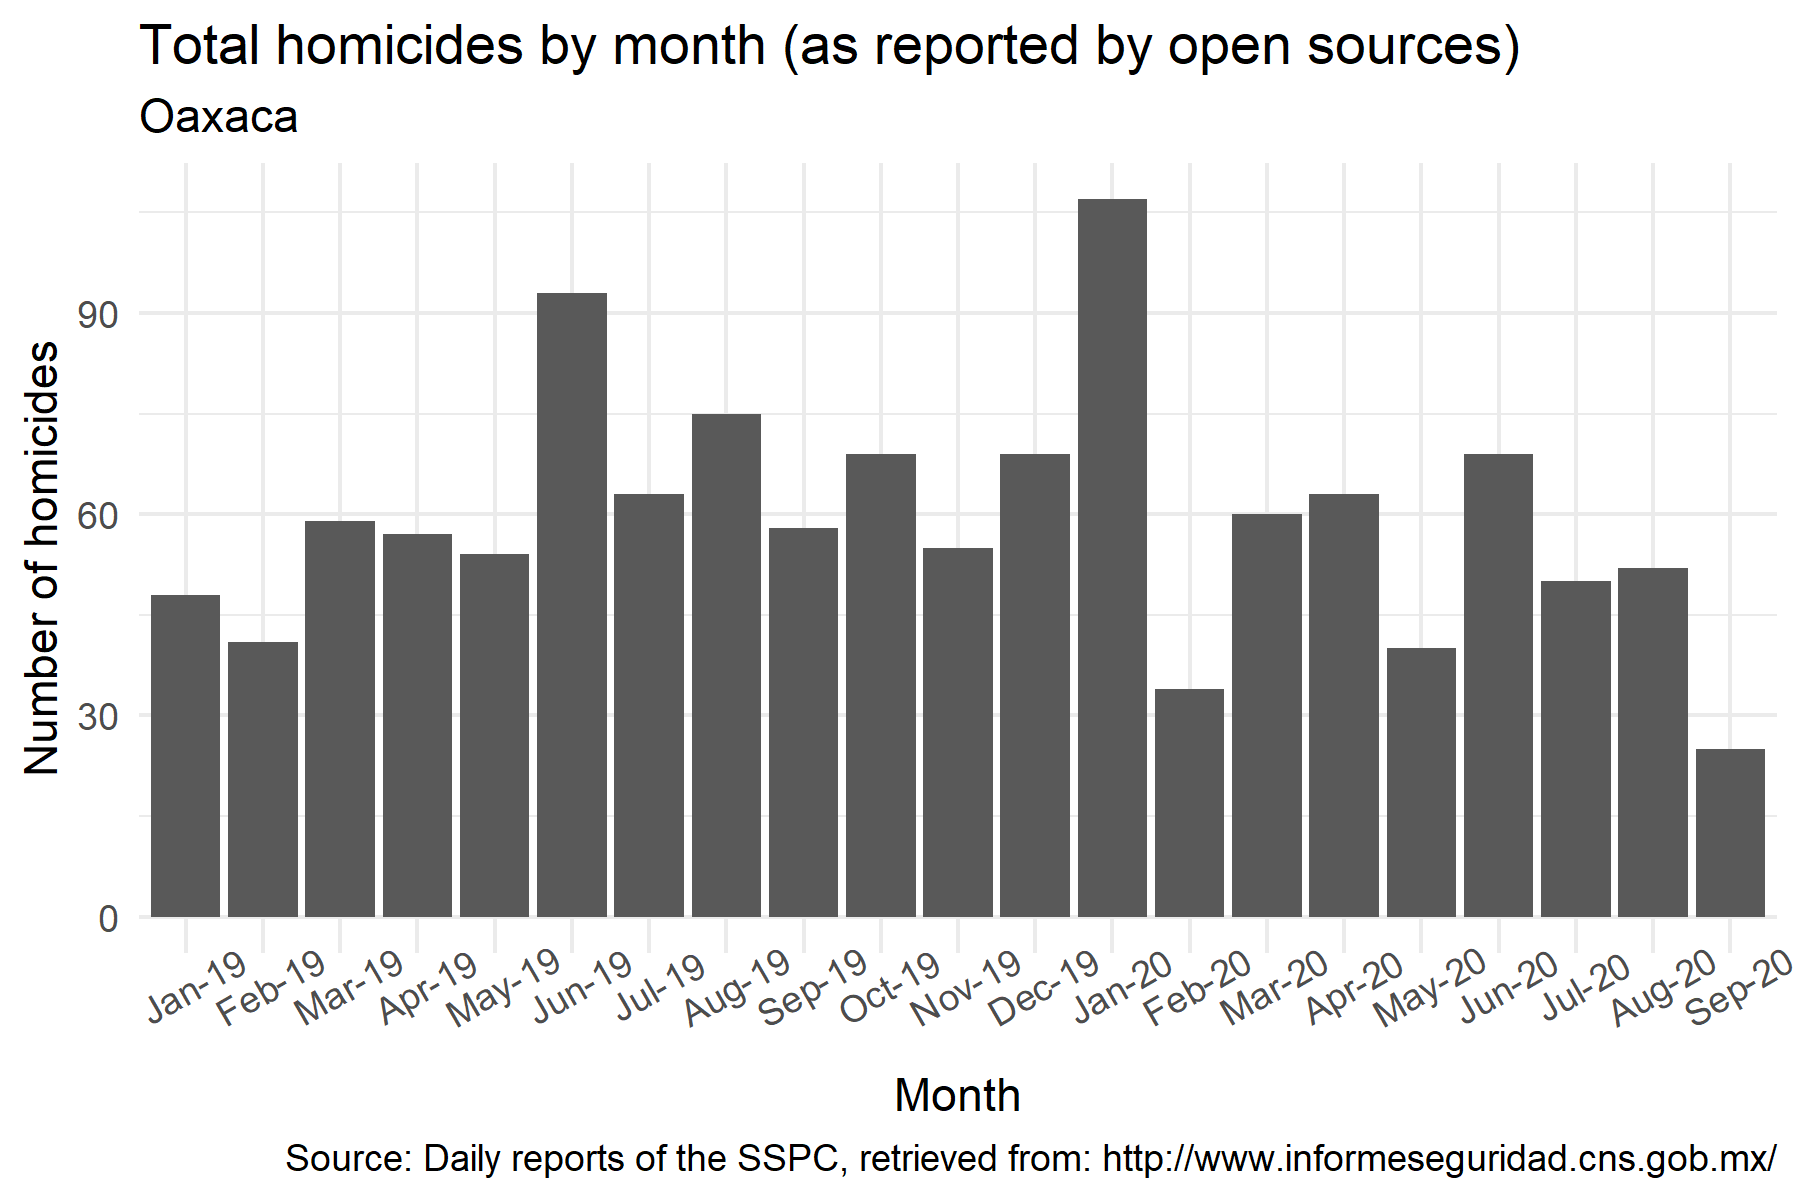 Total homicides by month (as reported by open sources)
Oaxaca
Number of homicides
90
60
30
0
Jan-19
Feb-19
Mar-19
Apr-19
May-19
Jun-19
Jul-19
Aug-19
Sep-19
Oct-19
Nov-19
Dec-19
Jan-20
Feb-20
Mar-20
Apr-20
May-20
Jun-20
Jul-20
Aug-20
Sep-20
Month
Source: Daily reports of the SSPC, retrieved from: http://www.informeseguridad.cns.gob.mx/